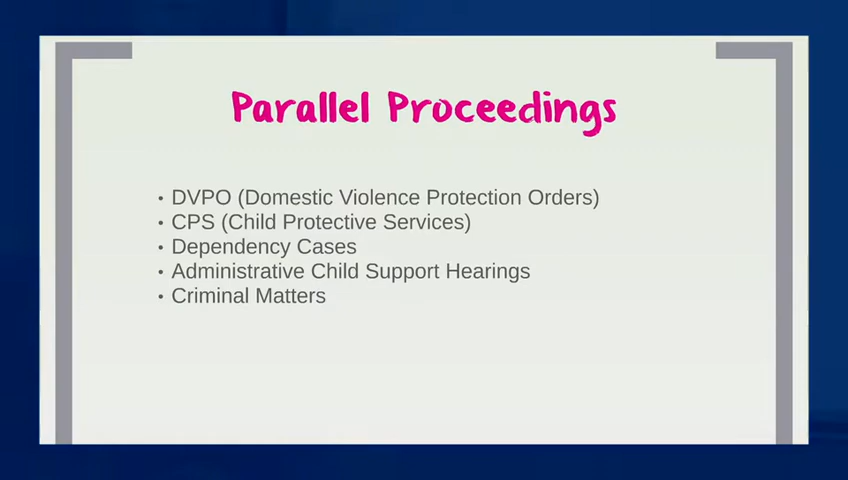 Parallel Proceedings
• DVPO (Domestic Violence Protection Orders)
• CPS (Child Protective Services)
• Dependency Cases
• Administrative Child Support Hearings
• Criminal Matters